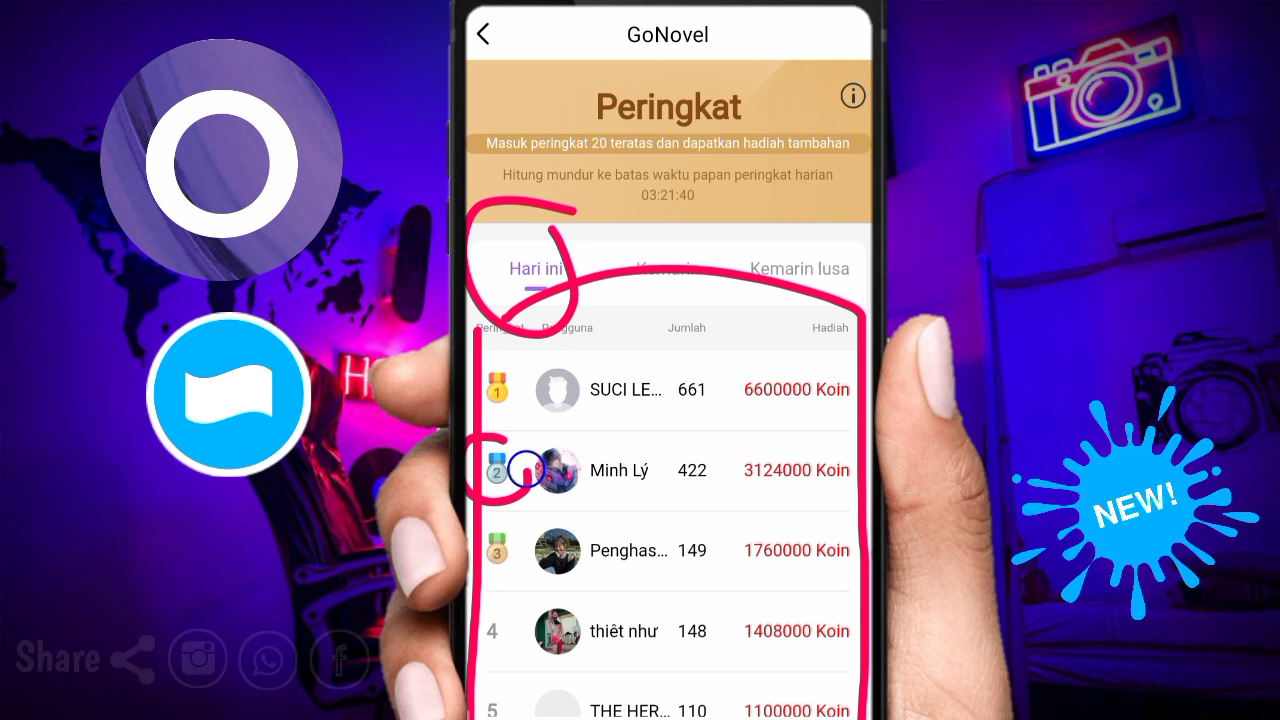 GoNovel
Peringkat
Masuk peringkat 20 teratas dan dapatkan hadiah tambahan
Hitung mundur ke batas waktu papan peringkat harian
03:21:40
Hari ini Kemarin Kemarin lusa
Peringkat Pengguna Jumlah Hadiah
1 SUCI LE... 661 6600000 Koin
2 Minh Lý 422 3124000 Koin
3 Penghas... 149 1760000 Koin
4 thiêt như 148 1408000 Koin
5 THE HER... 110 1100000 Koin
NEW!
Share